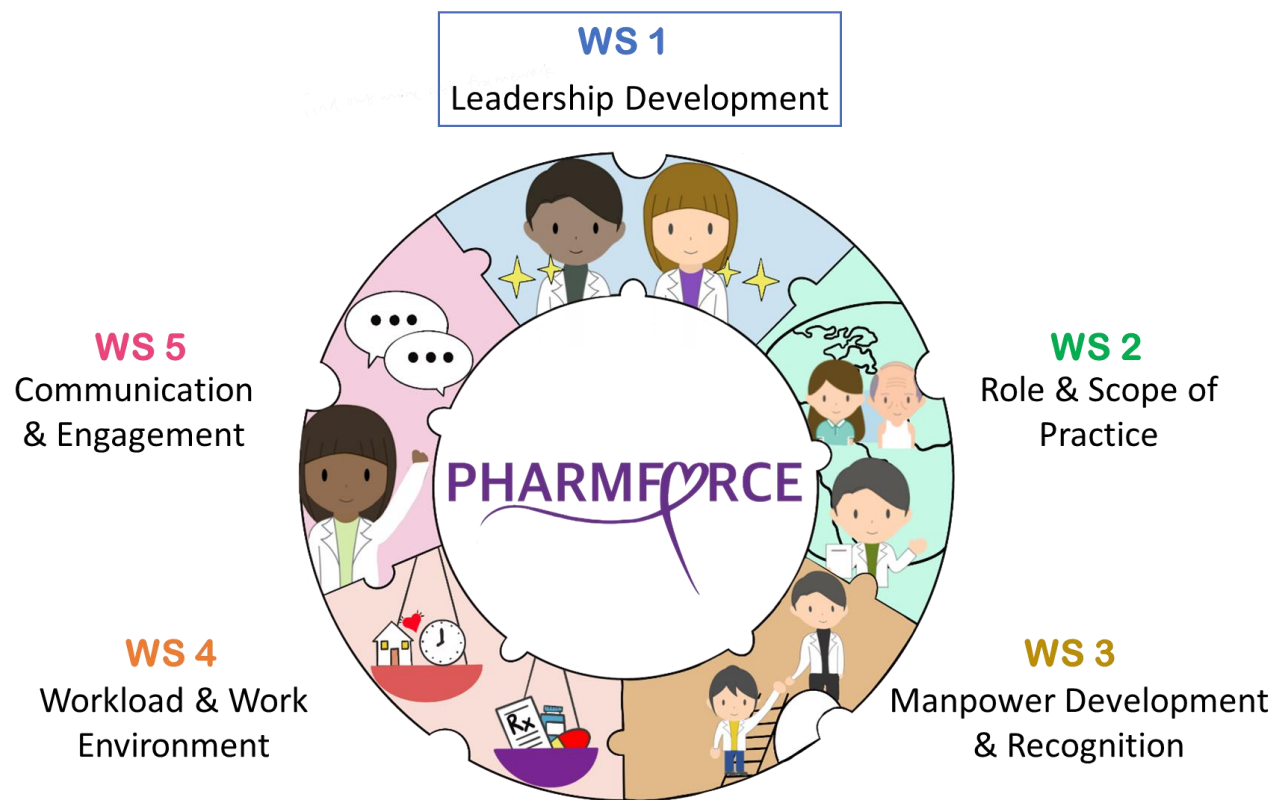 WS 1
Leadership Development
WS 5
Communication
& Engagement
WS 2
Role & Scope of
Practice
PHARMFORCE
WS 4
Workload & Work
Environment
WS 3
Manpower Development
& Recognition
Rx